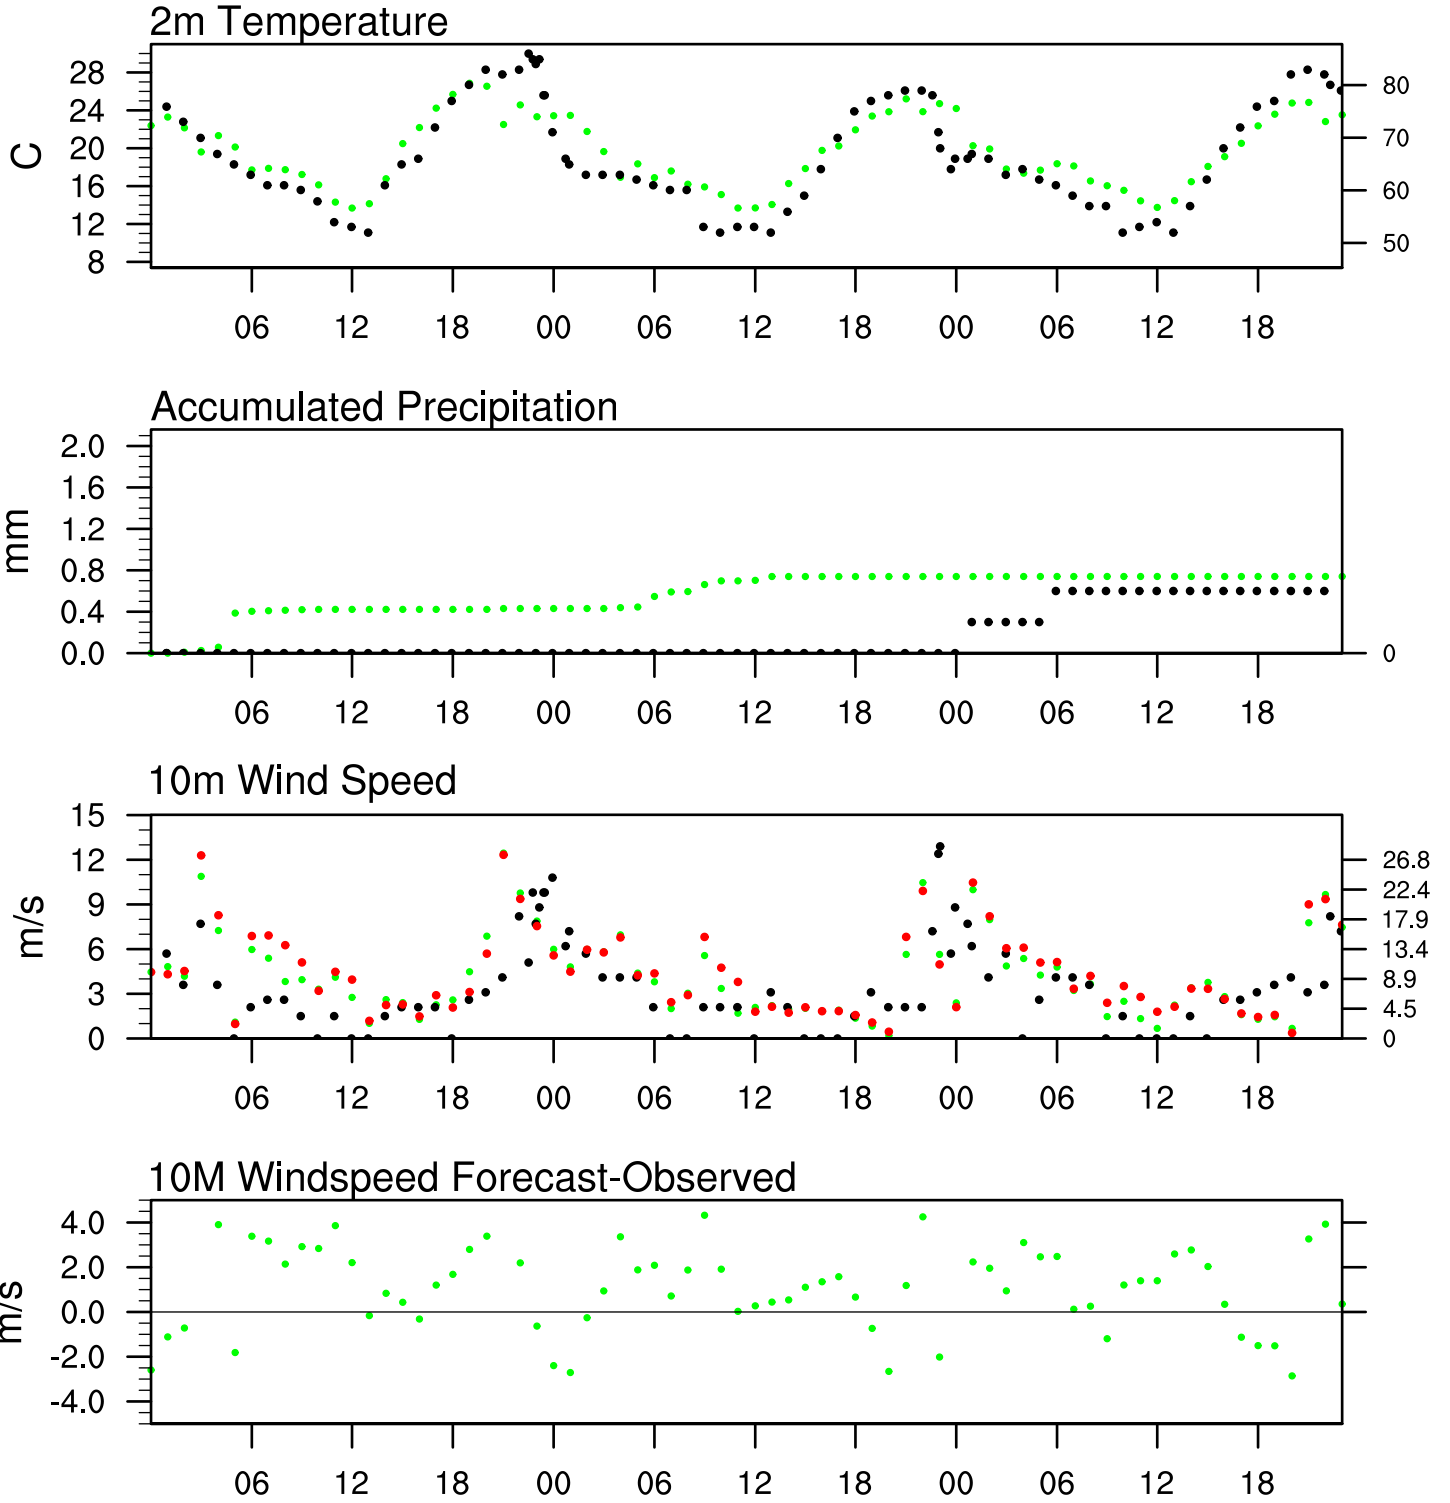 2m Temperature
28
24
20
16
12
8
C
80
70
60
50
06 12 18 00 06 12 18 00 06 12 18
Accumulated Precipitation
2.0
1.6
1.2
0.8
0.4
0.0
mm
0
06 12 18 00 06 12 18 00 06 12 18
10m Wind Speed
15
12
9
6
3
0
m/s
26.8
22.4
17.9
13.4
8.9
4.5
0
06 12 18 00 06 12 18 00 06 12 18
10M Windspeed Forecast-Observed
4.0
2.0
0.0
-2.0
-4.0
m/s
06 12 18 00 06 12 18 00 06 12 18